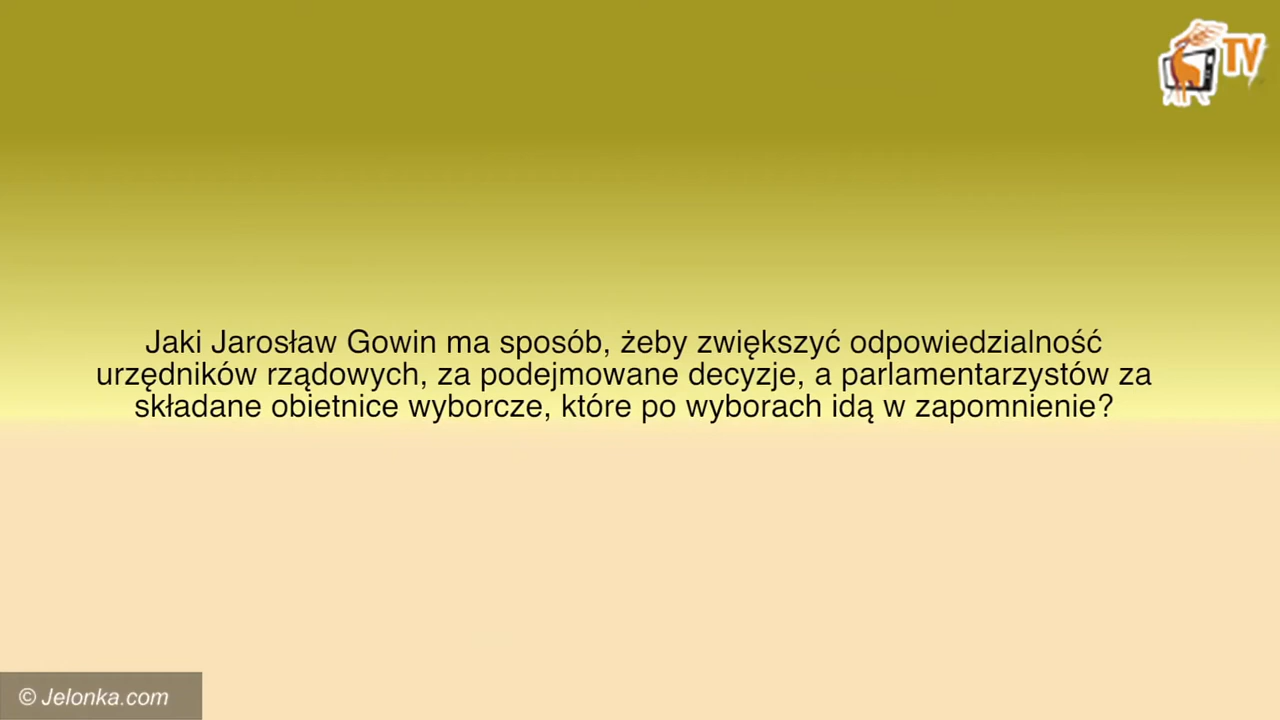 TV
Jaki Jarosław Gowin ma sposób, żeby zwiększyć odpowiedzialność
urzędników rządowych, za podejmowane decyzje, a parlamentarzystów za
składane obietnice wyborcze, które po wyborach idą w zapomnienie?
© Jelonka.com